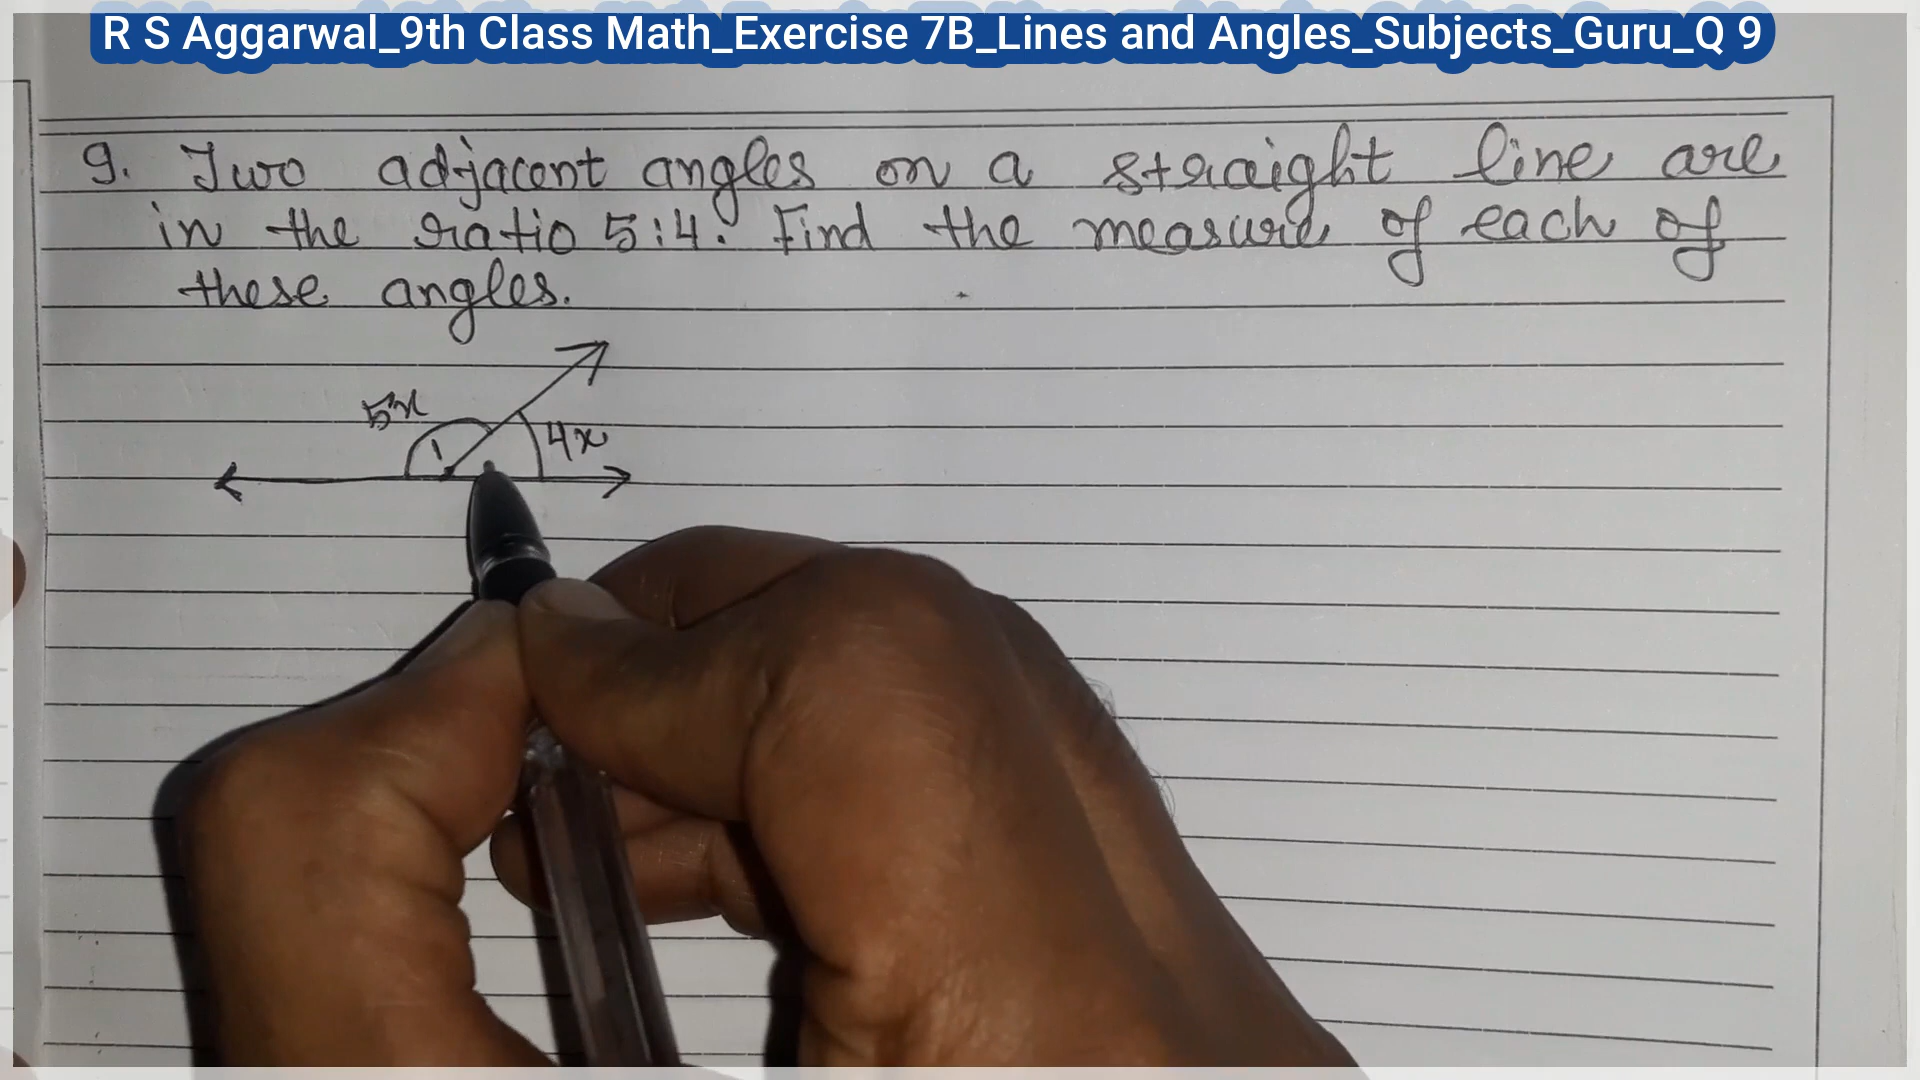 R S Aggarwal_9th Class Math_Exercise 7B_Lines and Angles_Subjects_Guru_Q 9
9. Two adjacent angles on a straight line are
in the ratio 5:4. Find the measure of each of
these angles.
5x
1
4x